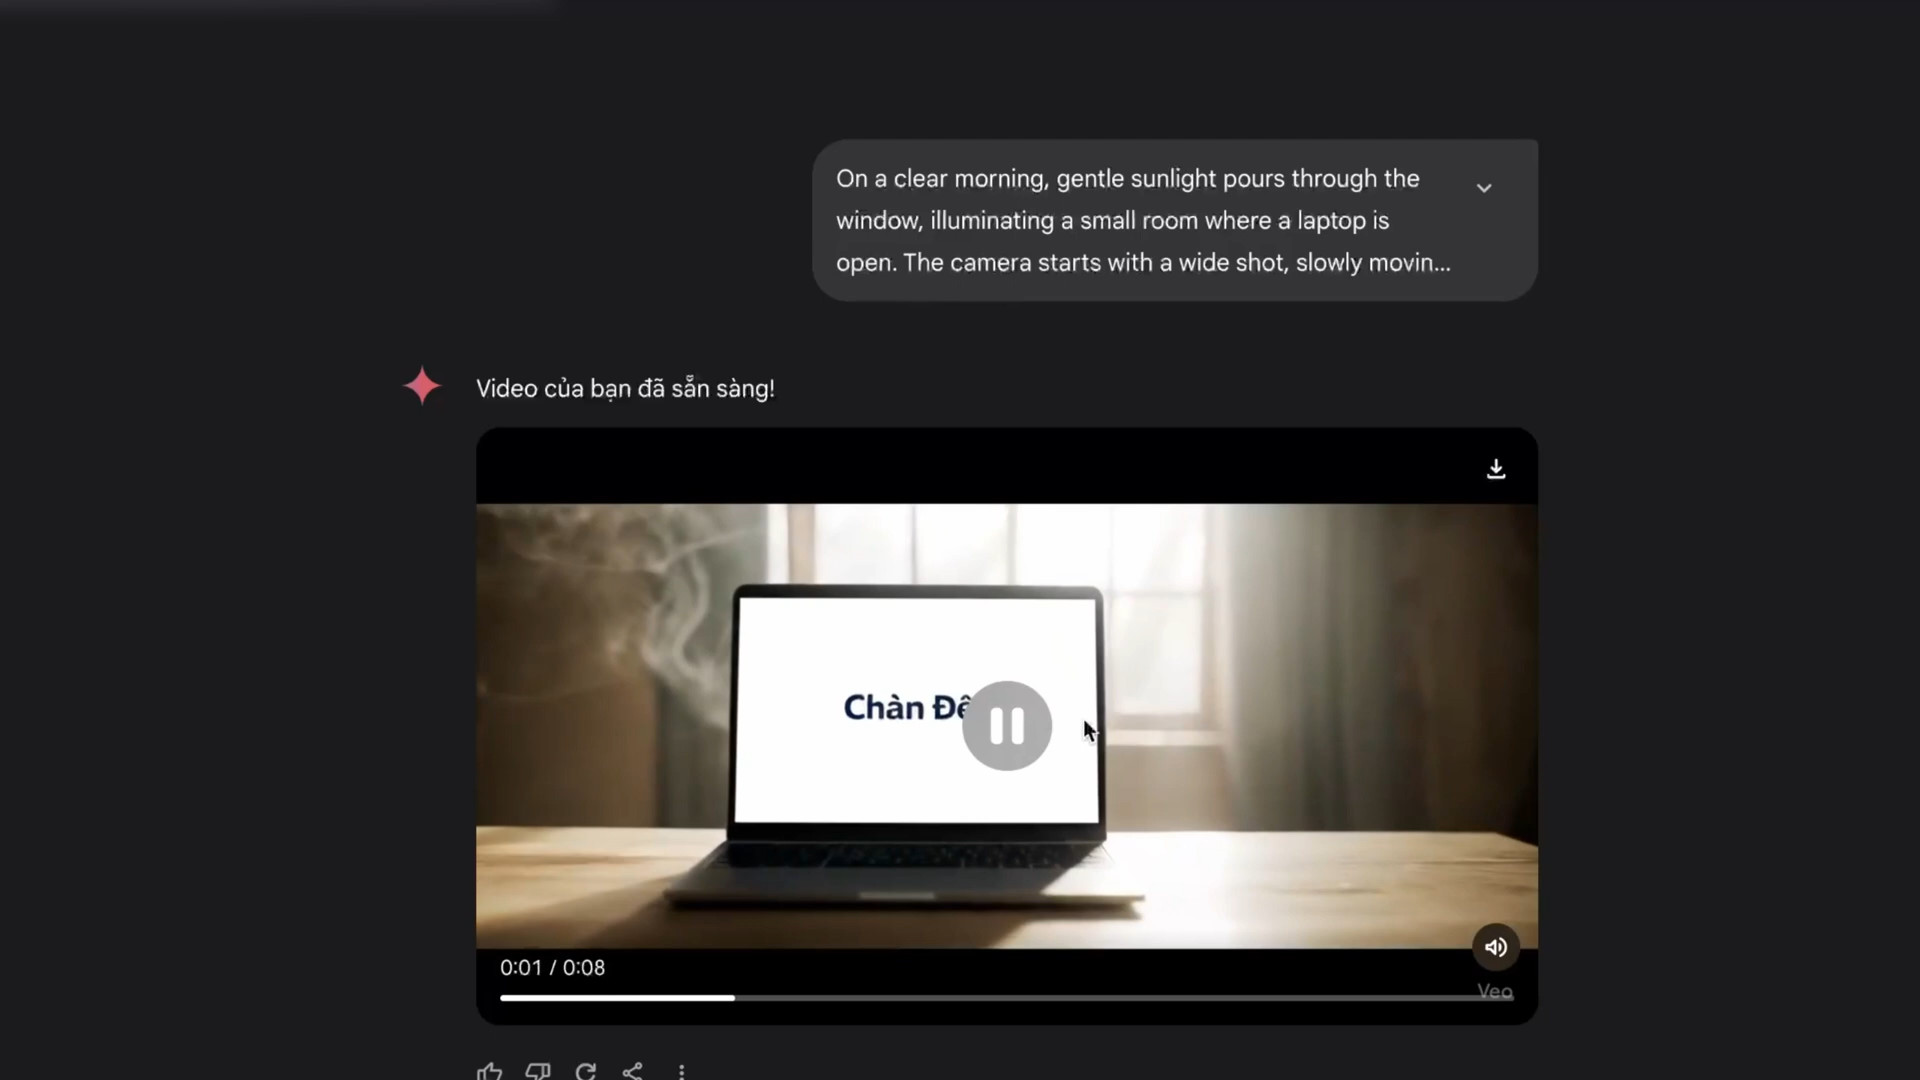 On a clear morning, gentle sunlight pours through the
window, illuminating a small room where a laptop is
open. The camera starts with a wide shot, slowly movin...
Video của bạn đã sẵn sàng!
Chàn Đê
0:01 / 0:08
Veo